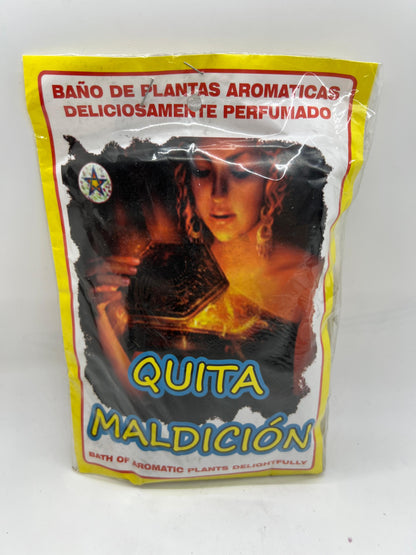 BAÑO DE PLANTAS AROMATICAS
DELICIOSAMENTE PERFUMADO
QUITA
MALDICIÓN
BATH OF AROMATIC PLANTS DELIGHTFULLY